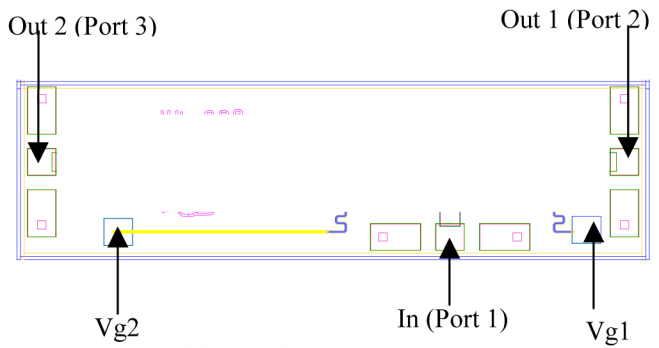 Out 2 (Port 3)
Out 1 (Port 2)
Vg2
In (Port 1)
Vg1